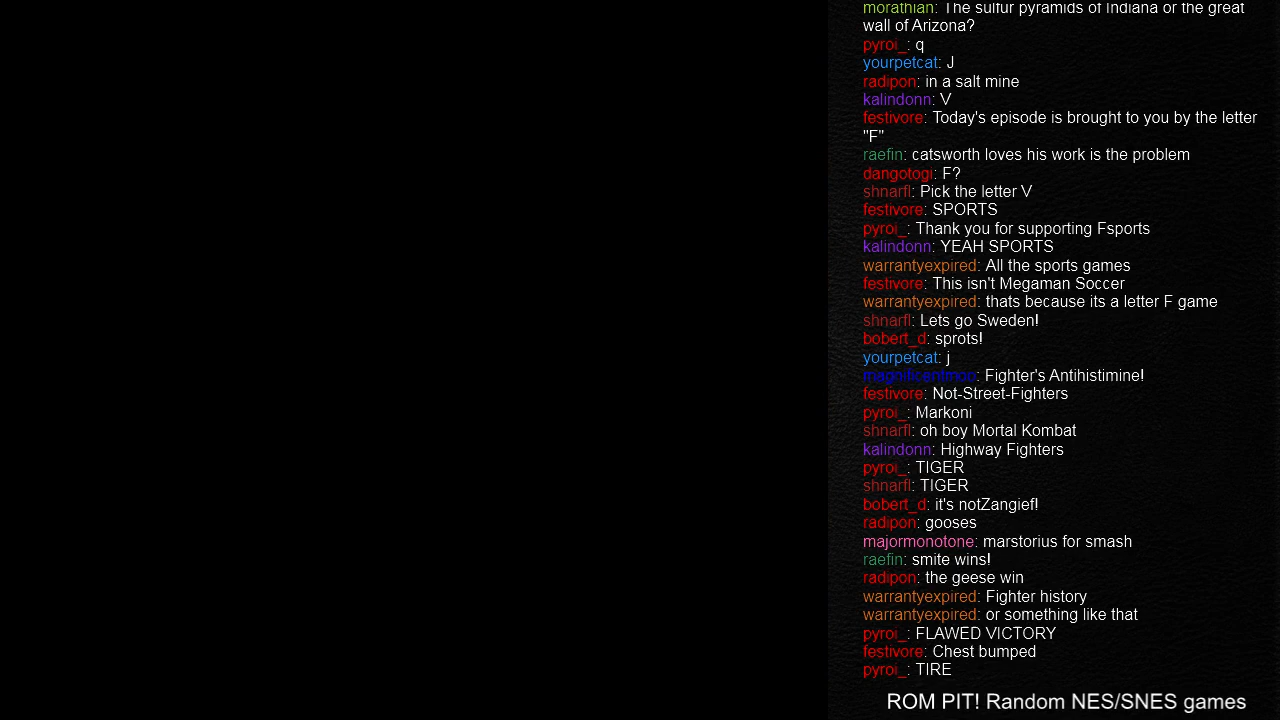 morathian: The sulfur pyramids of Indiana or the great
wall of Arizona?
pyroi_: q
yourpetcat: J
radipon: in a salt mine
kalindonn: V
festivore: Today's episode is brought to you by the letter
"F"
raefin: catsworth loves his work is the problem
dangotogi: F?
shnarfl: Pick the letter V
festivore: SPORTS
pyroi_: Thank you for supporting Fsports
kalindonn: YEAH SPORTS
warrantyexpired: All the sports games
festivore: This isn't Megaman Soccer
warrantyexpired: thats because its a letter F game
shnarfl: Lets go Sweden!
bobert_d: sprots!
yourpetcat: j
magnificentmoo: Fighter's Antihistimine!
festivore: Not-Street-Fighters
pyroi_: Markoni
shnarfl: oh boy Mortal Kombat
kalindonn: Highway Fighters
pyroi_: TIGER
shnarfl: TIGER
bobert_d: it's notZangief!
radipon: gooses
majormonotone: marstorius for smash
raefin: smite wins!
radipon: the geese win
warrantyexpired: Fighter history
warrantyexpired: or something like that
pyroi_: FLAWED VICTORY
festivore: Chest bumped
pyroi_: TIRE
ROM PIT! Random NES/SNES games